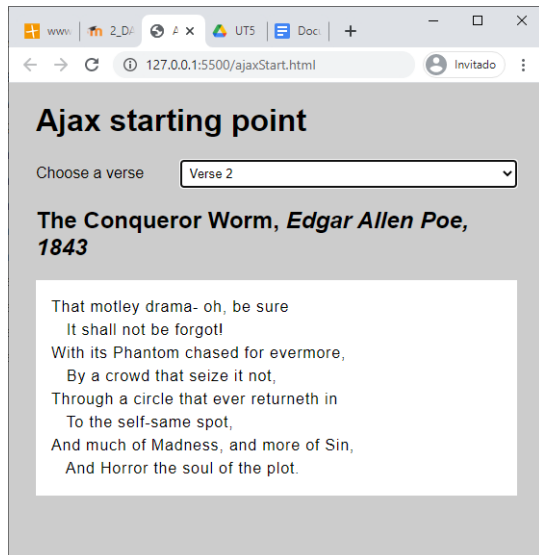 www
2_DA
A
UT5
Docu
127.0.0.1:5500/ajaxStart.html
Invitado
Ajax starting point
Choose a verse
Verse 2
The Conqueror Worm, Edgar Allen Poe,
1843
That motley drama- oh, be sure
It shall not be forgot!
With its Phantom chased for evermore,
By a crowd that seize it not,
Through a circle that ever returneth in
To the self-same spot,
And much of Madness, and more of Sin,
And Horror the soul of the plot.